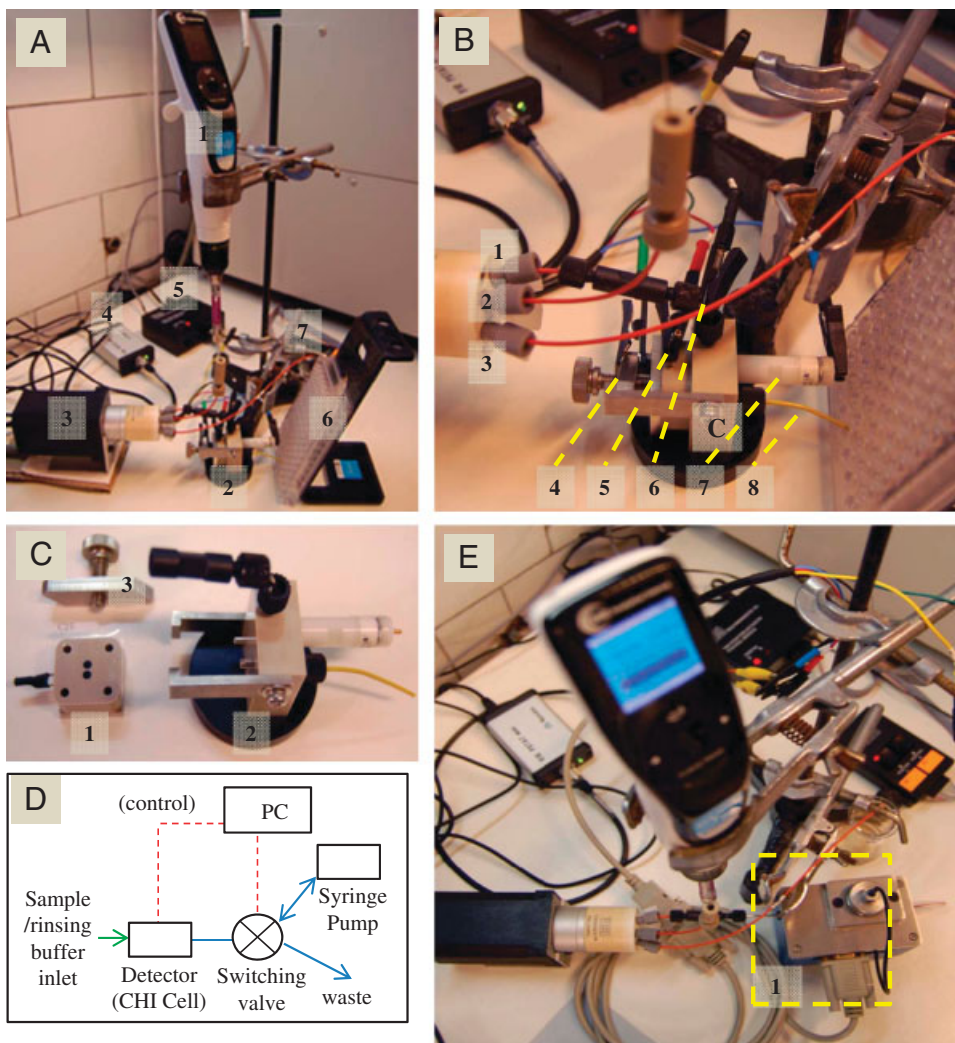 A
1
5
4
7
3
6
2
B
1
2
3
C
4
5
6
7
8
C
3
1
2
D
(control)
PC
Syringe
Pump
Sample
/rinsing
buffer
inlet
Detector
(CHI Cell)
Switching
valve
waste
E
1